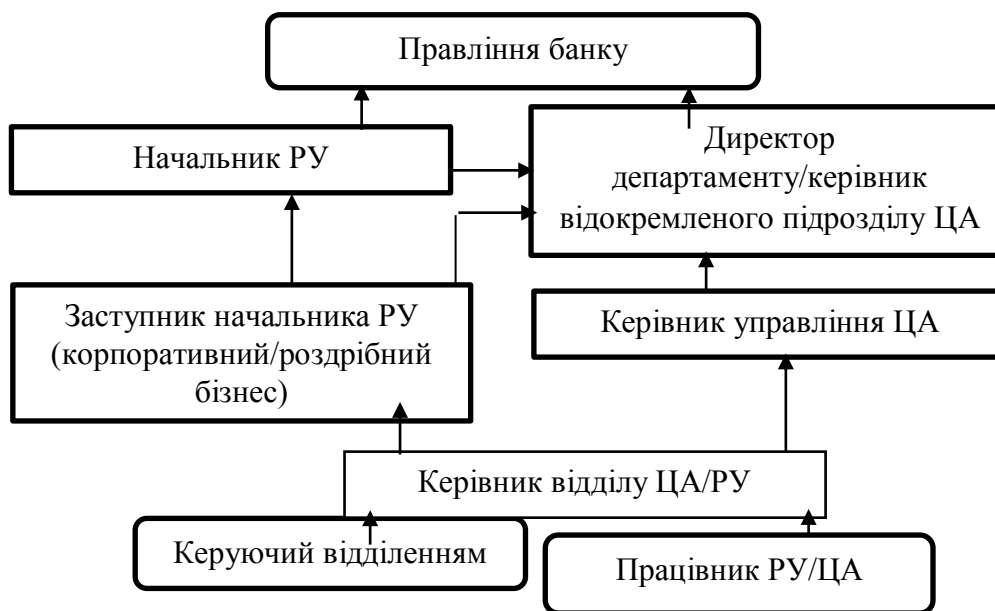 Правління банку
Начальник РУ
Директор
департаменту/керівник
відокремленого підрозділу ЦА
Заступник начальника РУ
(корпоративний/роздрібний
бізнес)
Керівник управління ЦА
Керівник відділу ЦА/РУ
Керуючий відділенням
Працівник РУ/ЦА